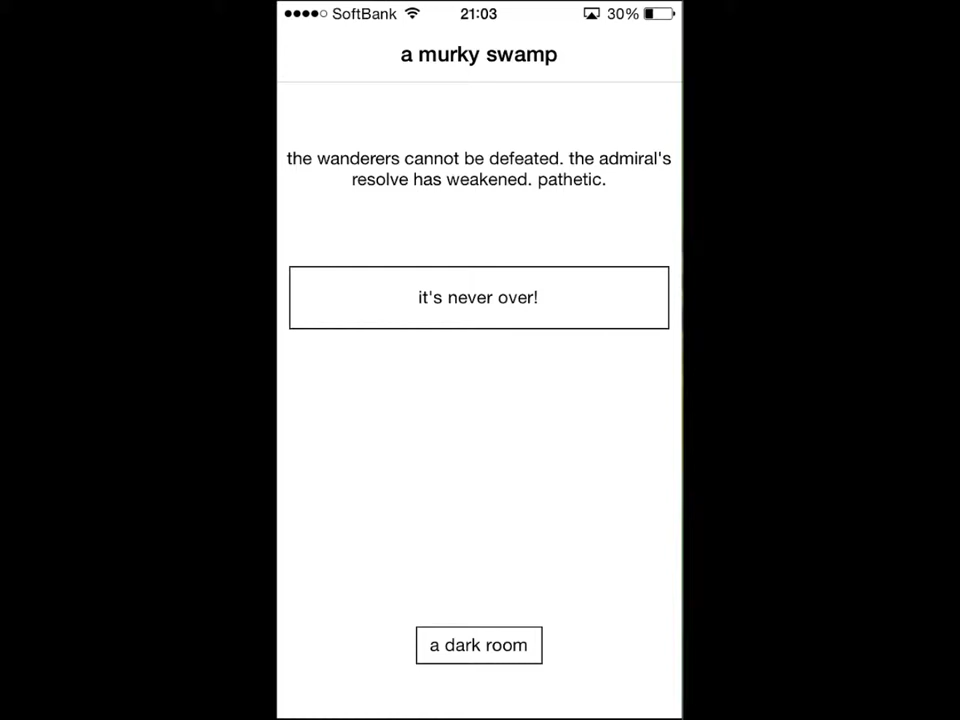 SoftBank 21:03 30%
a murky swamp
the wanderers cannot be defeated. the admiral's
resolve has weakened. pathetic.
it's never over!
a dark room